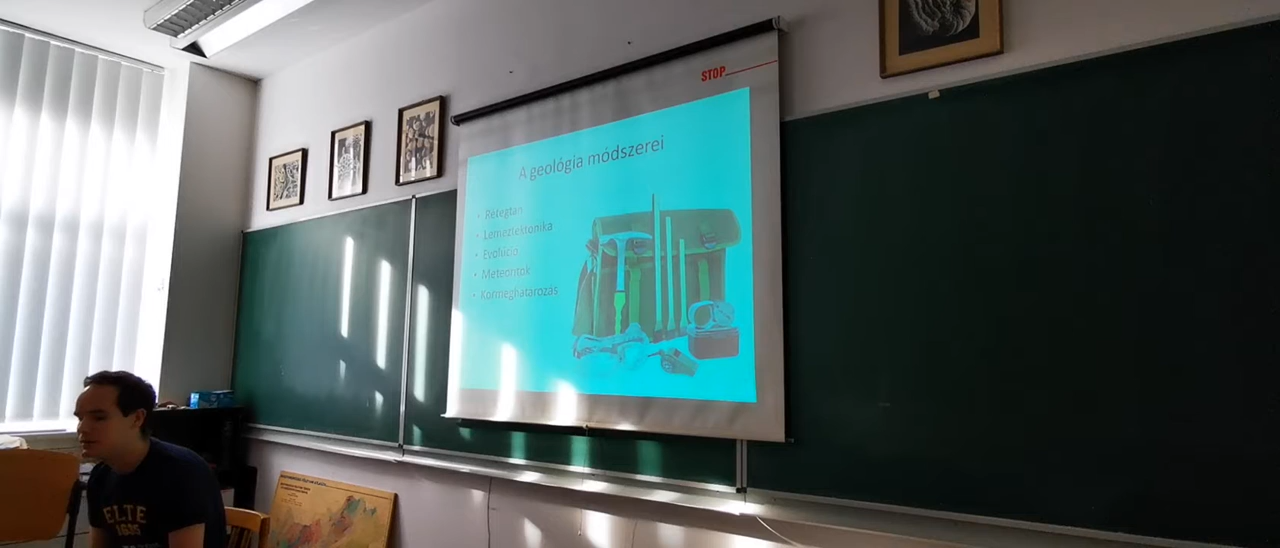 STOP
A geológia módszerei
• Rétegtan
• Lemeztektonika
• Evolúció
• Meteoritok
• Kormeghatározás
ELTE